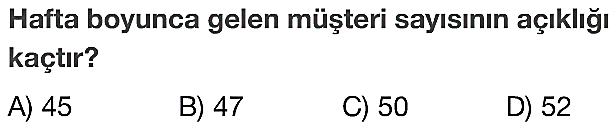 Hafta boyunca gelen müşteri sayısının açıklığı
kaçtır?
A) 45 B) 47 C) 50 D) 52